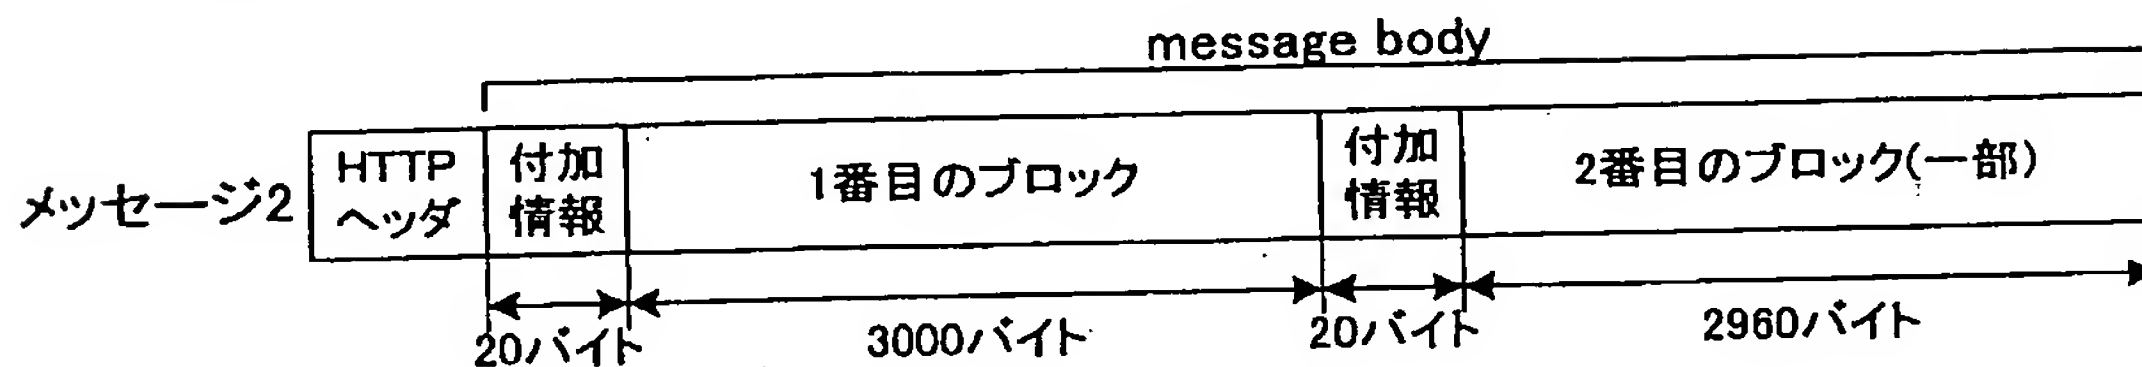 message body
メッセージ2
HTTP
ヘッダ
付加
情報
1番目のブロック
付加
情報
2番目のブロック(一部)
20バイト
3000バイト
20バイト
2960バイト